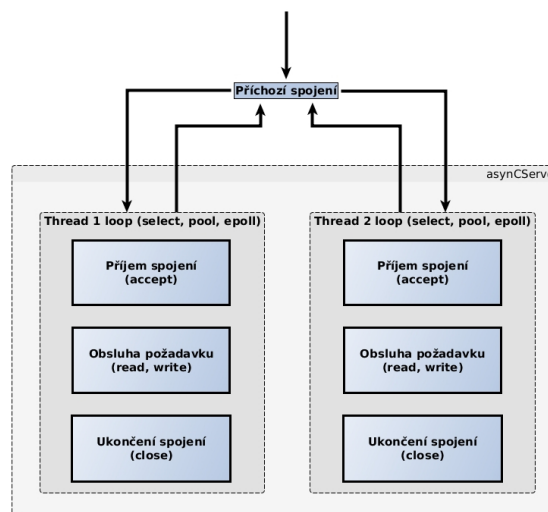 Příchozí spojení
asynCServe
Thread 1 loop (select, pool, epoll)
Thread 2 loop (select, pool, epoll)
Příjem spojení
(accept)
Příjem spojení
(accept)
Obsluha požadavku
(read, write)
Obsluha požadavku
(read, write)
Ukončení spojení
(close)
Ukončení spojení
(close)